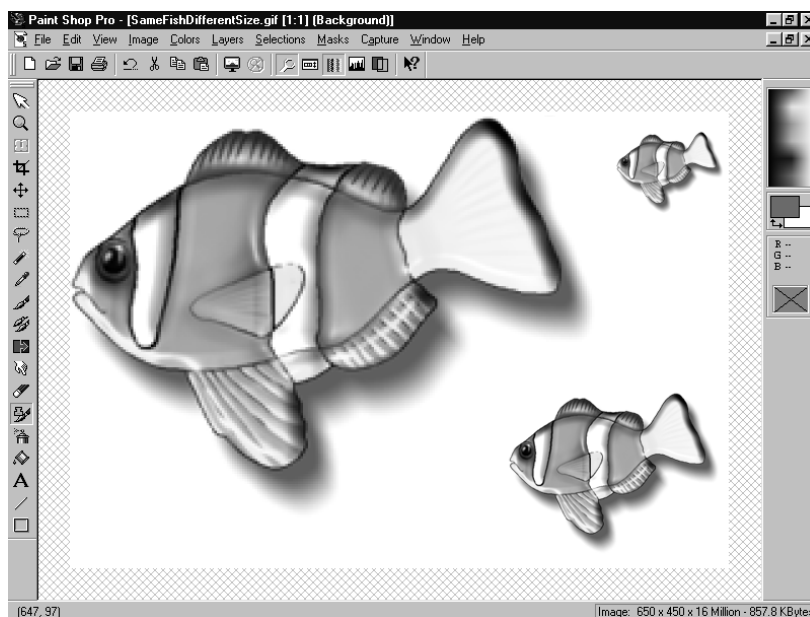 Paint Shop Pro - [SameFishDifferentSize.gif [1:1] (Background)]
File Edit View Image Colors Layers Selections Masks Capture Window Help
R --
G --
B --
A
(647, 97)
Image: 650 x 450 x 16 Million - 857.8 KBytes